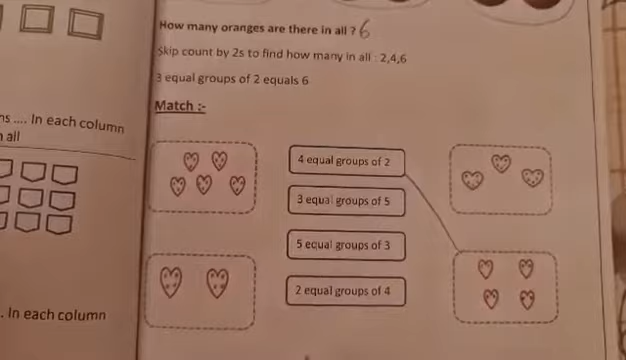 How many oranges are there in all ? 6
Skip count by 2s to find how many in all : 2,4,6
3 equal groups of 2 equals 6
Match :-
4 equal groups of 2
3 equal groups of 5
5 equal groups of 3
2 equal groups of 4
.... In each column
all
. In each column